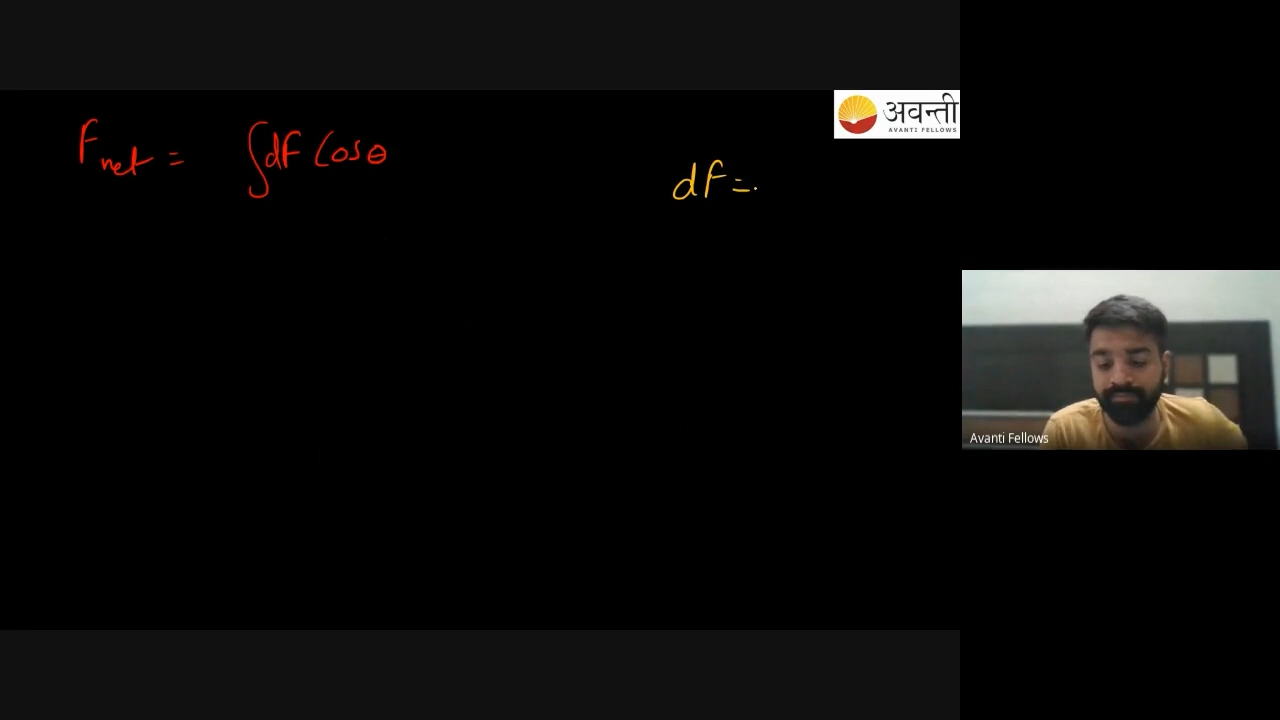 अवन्ती
AVANTI FELLOWS
Fnet = ∫dF Cosθ
dF =
Avanti Fellows